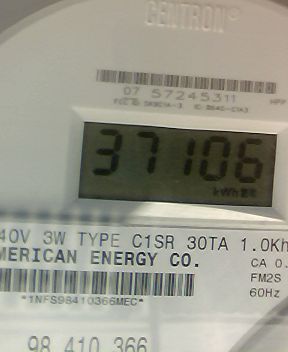 CENTRON®
07 57245311
37106
kWh
40V 3W TYPE C1SR 30TA 1.0Kh
MERICAN ENERGY CO.
CA 0.
FM2S
60Hz
*1NFS98410366MEC*
98 410 366